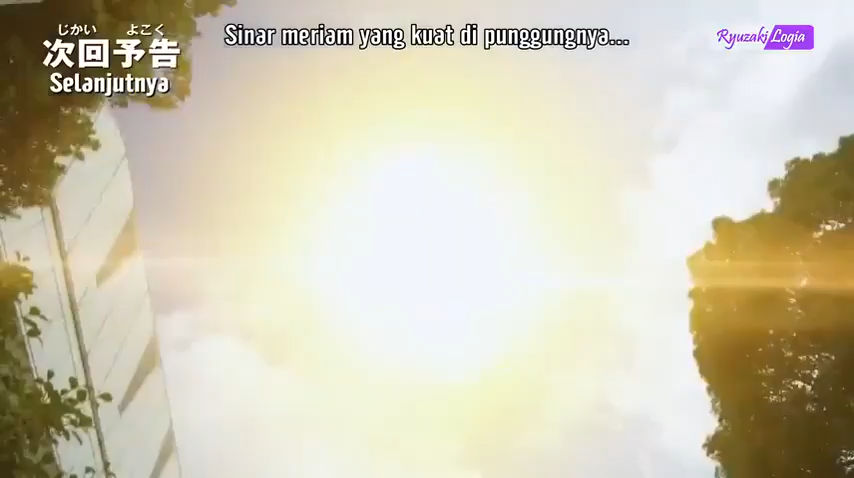 じかい よこく
次回予告
Selanjutnya
Sinar meriam yang kuat di punggungnya...
Ryuzaki Logia